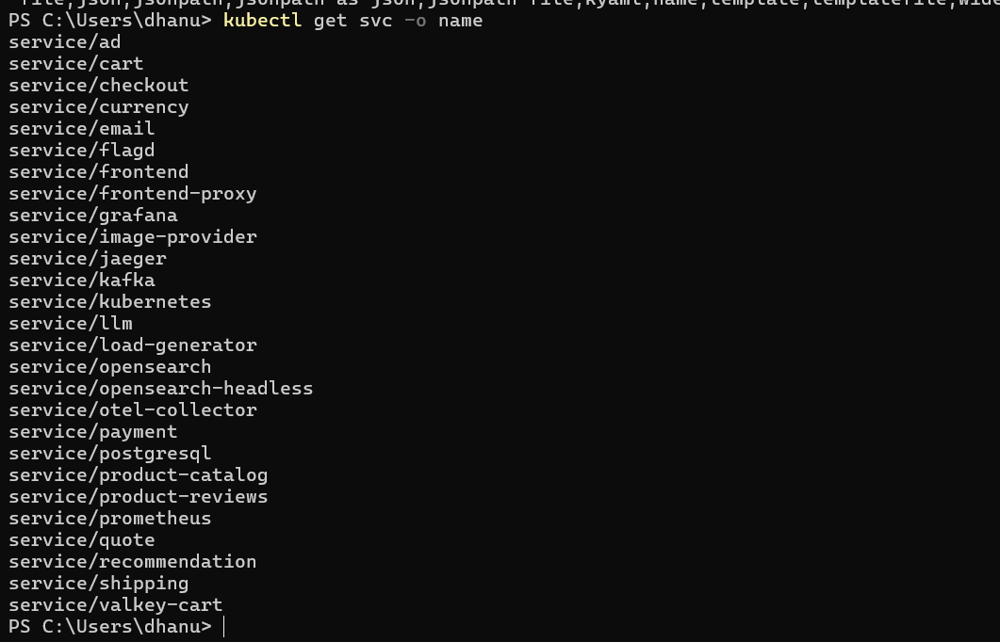 file,json,jsonpath,jsonpath-as-json,jsonpath-file,kyaml,name,template,templatefile,wide
PS C:\Users\dhanu> kubectl get svc -o name
service/ad
service/cart
service/checkout
service/currency
service/email
service/flagd
service/frontend
service/frontend-proxy
service/grafana
service/image-provider
service/jaeger
service/kafka
service/kubernetes
service/llm
service/load-generator
service/opensearch
service/opensearch-headless
service/otel-collector
service/payment
service/postgresql
service/product-catalog
service/product-reviews
service/prometheus
service/quote
service/recommendation
service/shipping
service/valkey-cart
PS C:\Users\dhanu>